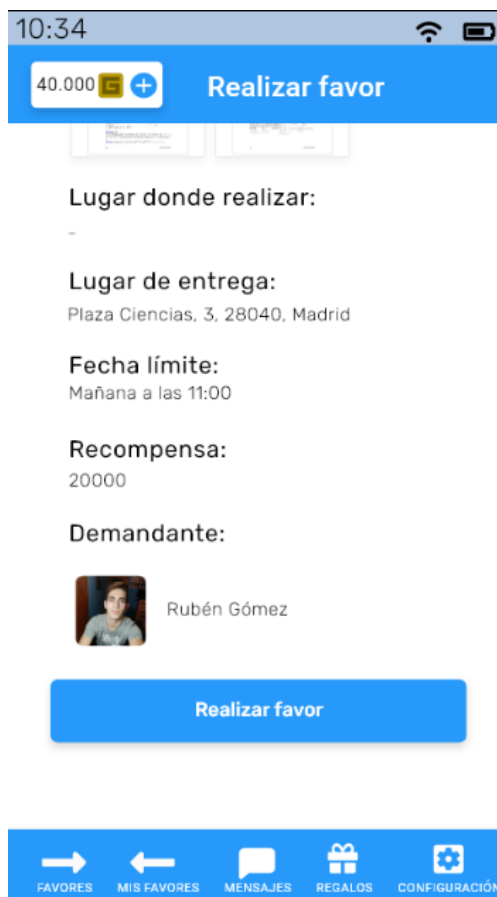 10:34
40.000 G
Realizar favor
Lugar donde realizar:
-
Lugar de entrega:
Plaza Ciencias, 3, 28040, Madrid
Fecha límite:
Mañana a las 11:00
Recompensa:
20000
Demandante:
Rubén Gómez
Realizar favor
FAVORES MIS FAVORES MENSAJES REGALOS CONFIGURACIÓN